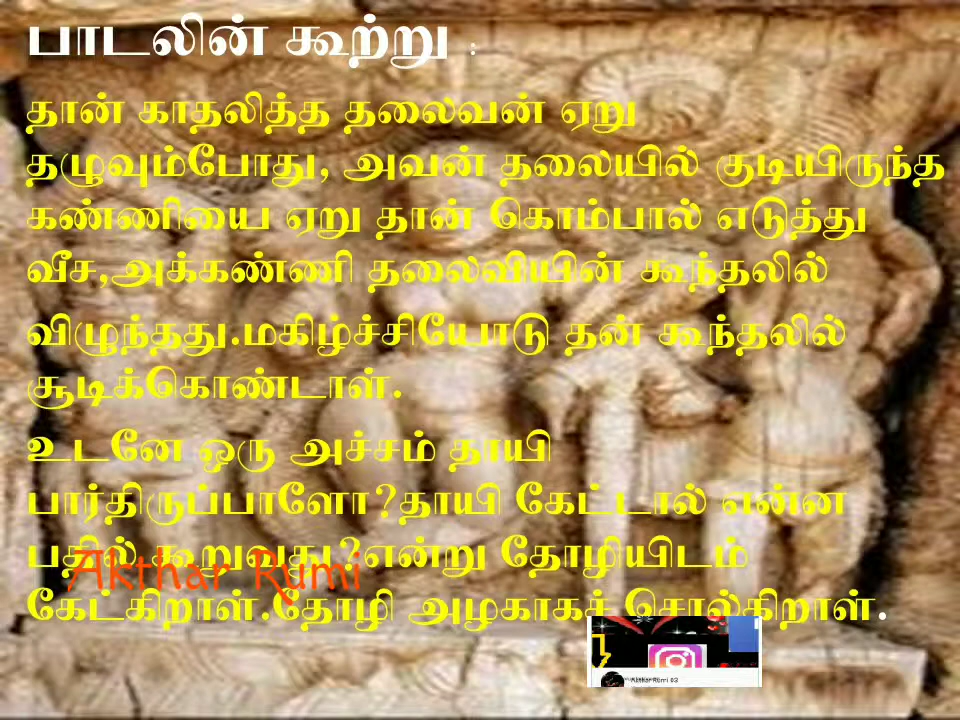 பாடலின் கூற்று :
தான் காதலித்த தலைவன் ஏறு
தழுவும்போது, அவன் தலையில் குடியிருந்த
கண்ணியை ஏறு தான் கொம்பால் எடுத்து
வீச,அக்கண்ணி தலைவியின் கூந்தலில்
விழுந்தது.மகிழ்ச்சியோடு தன் கூந்தலில்
சூடிக்கொண்டாள்.
உடனே ஒரு அச்சம் தாயி
பார்திருப்பாளோ?தாயி கேட்டால் என்ன
பதில் கூறுவது?என்று தோழியிடம்
Akthar Rumi
கேட்கிறாள்.தோழி அழகாகச் சொல்கிறாள்.